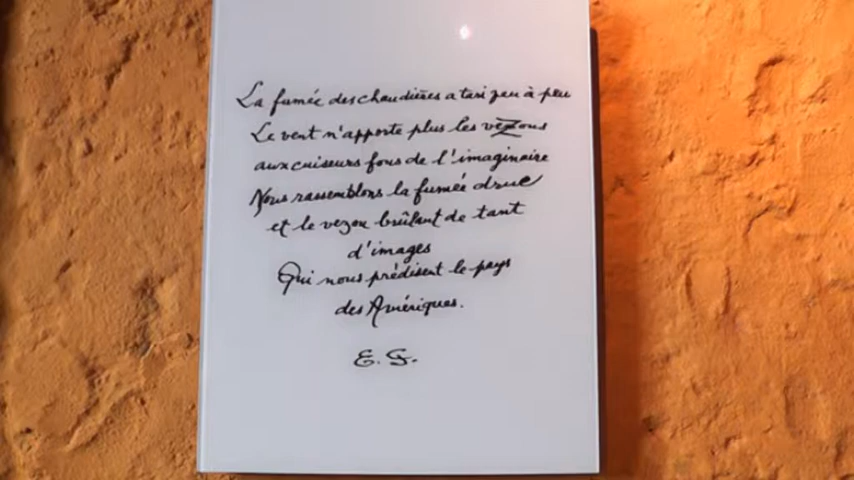 La fumée des chaudières a tari peu à peu
Le vent n'apporte plus les vezous
aux cuiseurs fous de l'imaginaire
Nous rassemblons la fumée drue
et le vezou brûlant de tant
d'images
Qui nous prédisent le pays
des Amériques.
E. G.